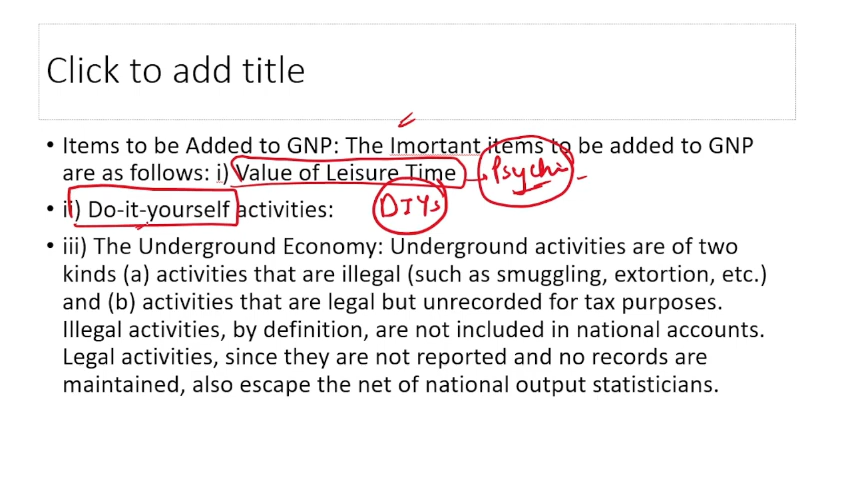 Click to add title
• Items to be Added to GNP: The Imortant items to be added to GNP
are as follows: i) Value of Leisure Time Psychi
• ii) Do-it-yourself activities: DIYs
• iii) The Underground Economy: Underground activities are of two
kinds (a) activities that are illegal (such as smuggling, extortion, etc.)
and (b) activities that are legal but unrecorded for tax purposes.
Illegal activities, by definition, are not included in national accounts.
Legal activities, since they are not reported and no records are
maintained, also escape the net of national output statisticians.